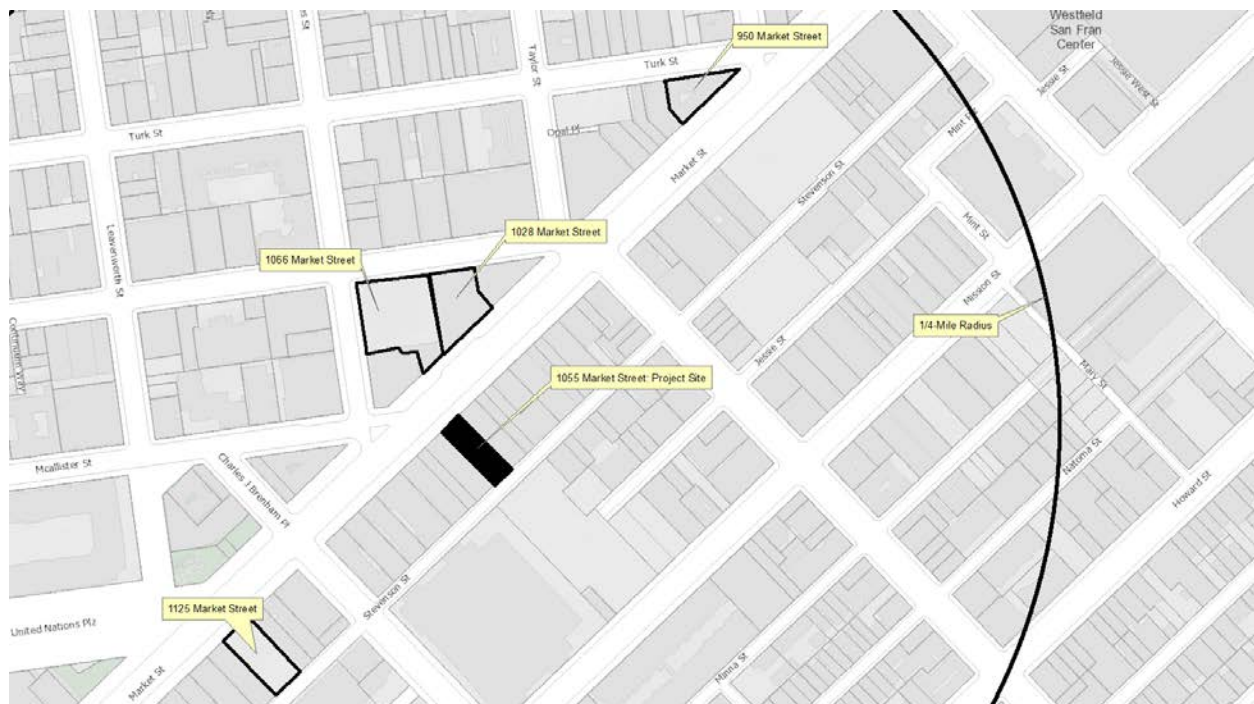 Westfield
San Fran
Center
950 Market Street
Taylor St
Turk St
Jessie St
Jessie West St
Mint Pl
Turk St
Opal Pl
Market St
Stevenson St
Leavenworth St
1028 Market Street
1066 Market Street
Mint St
Mission St
1/4-Mile Radius
Jessie St
Mary St
1055 Market Street: Project Site
Mcallister St
Charles J Brenham Pl
Natoma St
Howard St
Stevenson St
1125 Market Street
United Nations Plz
Market St
Minna St